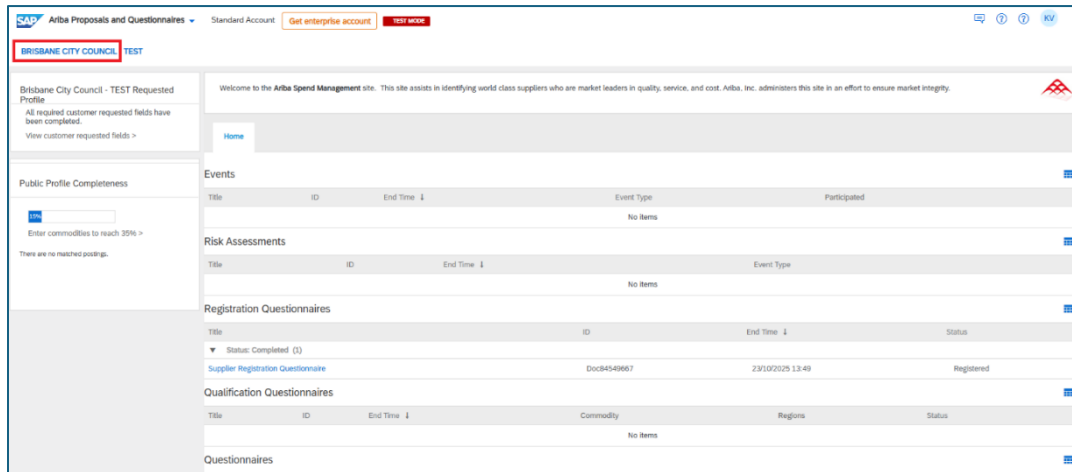 SAP Ariba Proposals and Questionnaires Standard Account Get enterprise account TEST MODE KV
BRISBANE CITY COUNCIL TEST
Brisbane City Council - TEST Requested
Profile
All required customer requested fields have
been completed.
View customer requested fields >
Public Profile Completeness
15%
Enter commodities to reach 35% >
There are no matched postings.
Welcome to the Ariba Spend Management site. This site assists in identifying world class suppliers who are market leaders in quality, service, and cost. Ariba, Inc. administers this site in an effort to ensure market integrity.
Home
Events
Title ID End Time ↓ Event Type Participated
No items
Risk Assessments
Title ID End Time ↓ Event Type
No items
Registration Questionnaires
Title ID End Time ↓ Status
▼ Status: Completed (1)
Supplier Registration Questionnaire Doc84549667 23/10/2025 13:49 Registered
Qualification Questionnaires
Title ID End Time ↓ Commodity Regions Status
No items
Questionnaires